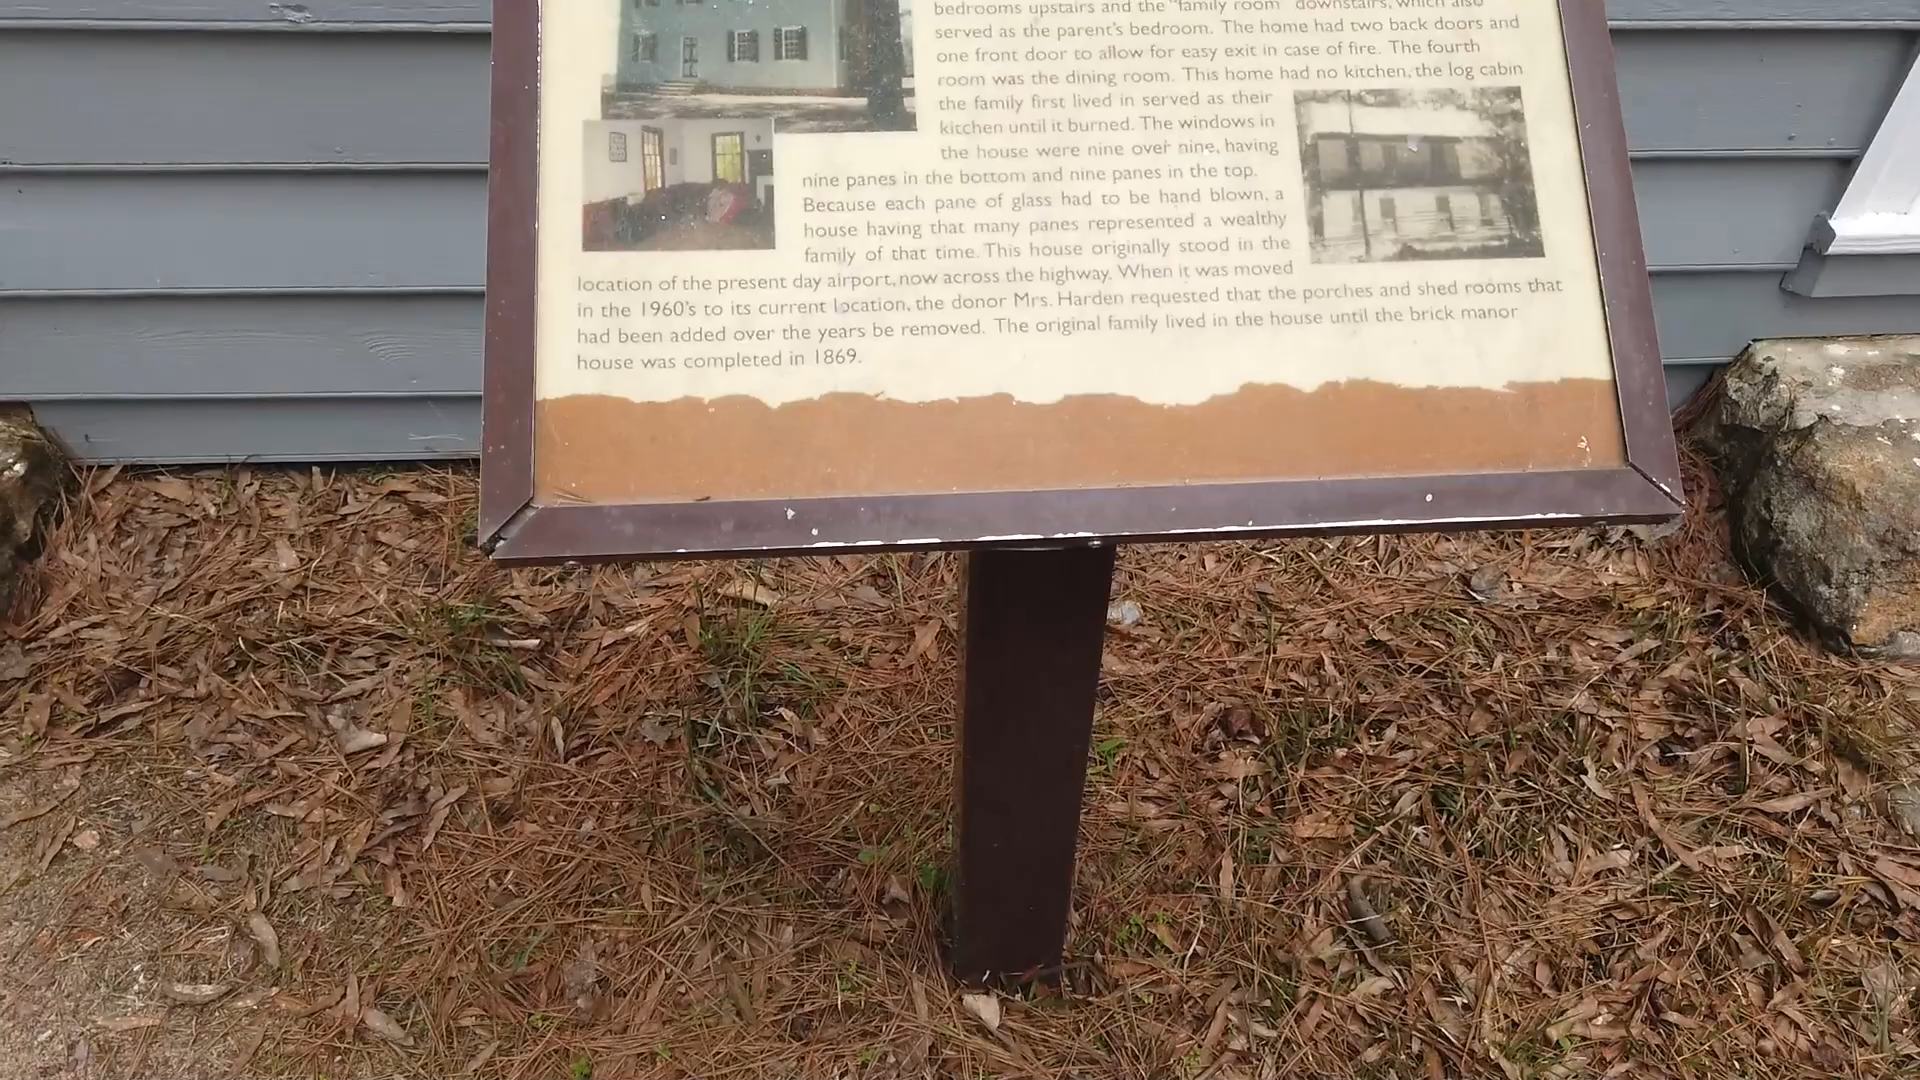 bedrooms upstairs and the "family room" downstairs, which also
served as the parent's bedroom. The home had two back doors and
one front door to allow for easy exit in case of fire. The fourth
room was the dining room. This home had no kitchen, the log cabin
the family first lived in served as their
kitchen until it burned. The windows in
the house were nine over nine, having
nine panes in the bottom and nine panes in the top.
Because each pane of glass had to be hand blown, a
house having that many panes represented a wealthy
family of that time. This house originally stood in the
location of the present day airport, now across the highway. When it was moved
in the 1960's to its current location, the donor Mrs. Harden requested that the porches and shed rooms that
had been added over the years be removed. The original family lived in the house until the brick manor
house was completed in 1869.